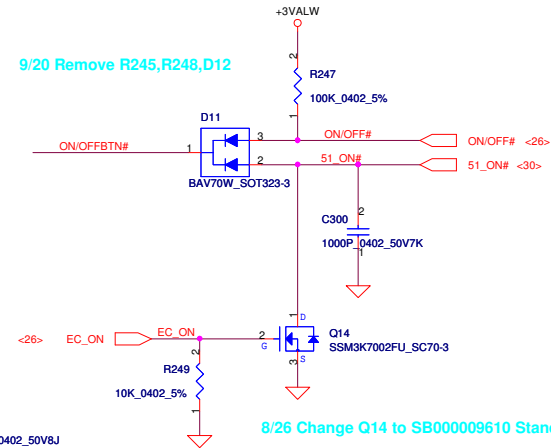 +3VALW
9/20 Remove R245,R248,D12
2
R247
100K_0402_5%
1
D11
ON/OFFBTN#
1
3
ON/OFF#
ON/OFF# <26>
2
51_ON#
51_ON# <30>
BAV70W_SOT323-3
C300
2
1000P_0402_50V7K
1
1
D
<26>
EC_ON
EC_ON
2
G
Q14
SSM3K7002FU_SC70-3
3
S
2
R249
10K_0402_5%
1
8/26 Change Q14 to SB000009610 Stan
0402_50V8J